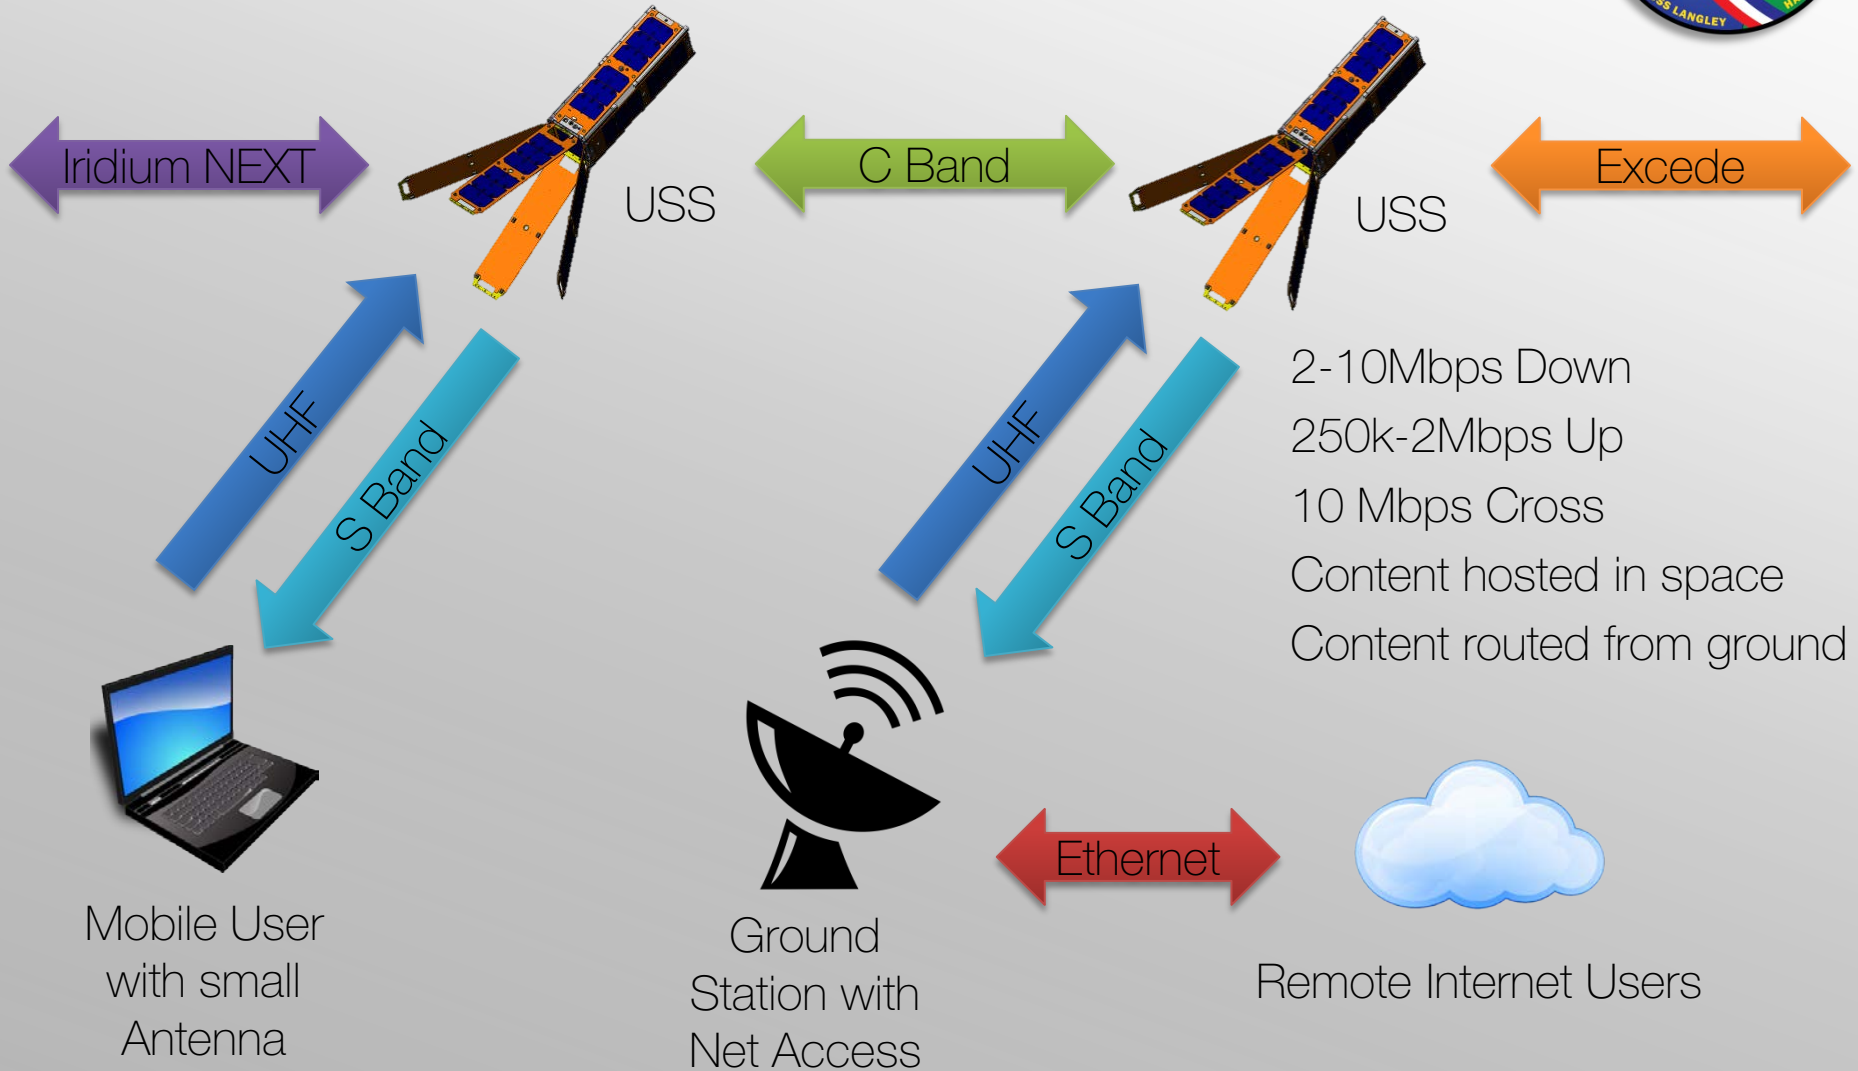 SS LANGLEY
Iridium NEXT
USS
C Band
USS
Excede
UHF
S Band
UHF
S Band
2-10Mbps Down
250k-2Mbps Up
10 Mbps Cross
Content hosted in space
Content routed from ground
Ethernet
Mobile User
with small
Antenna
Ground
Station with
Net Access
Remote Internet Users